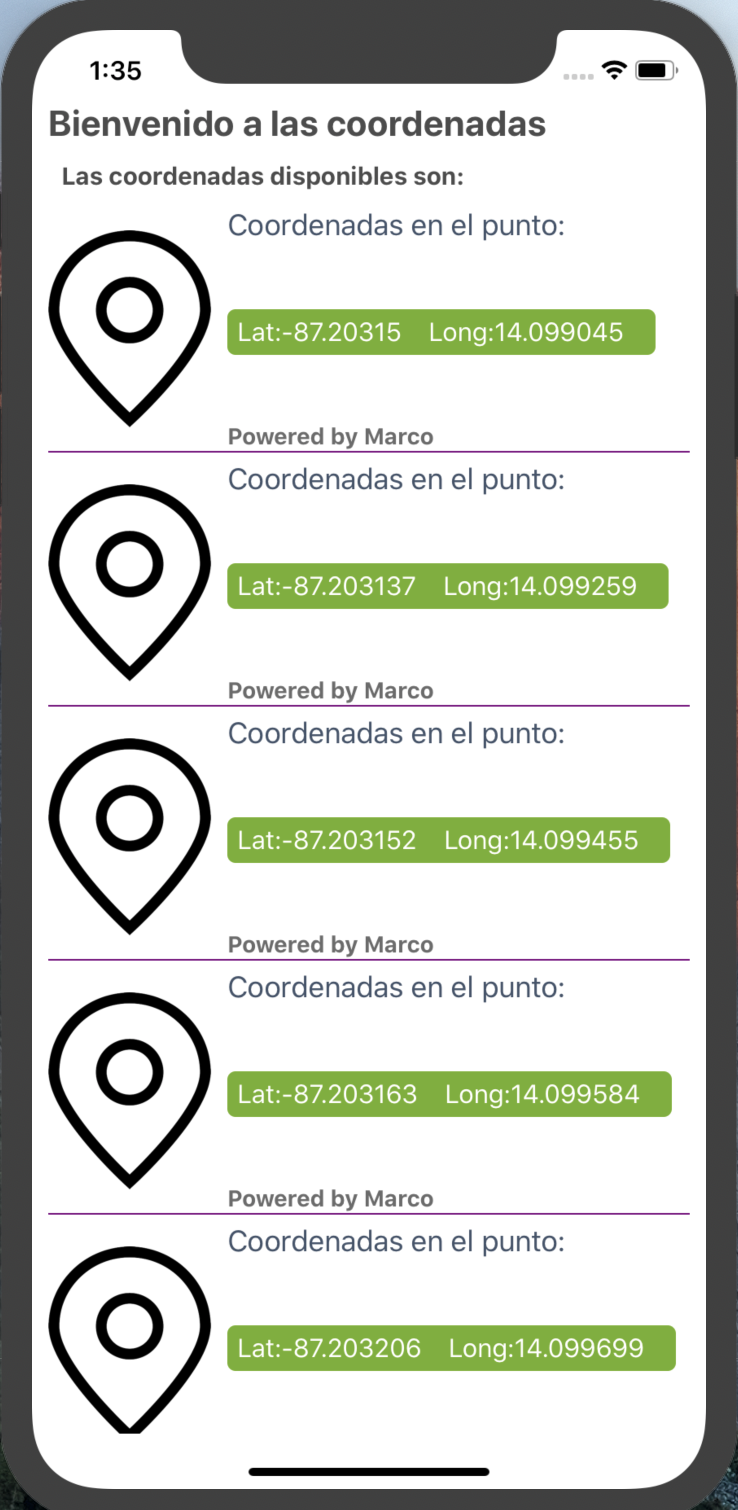 1:35
Bienvenido a las coordenadas
Las coordenadas disponibles son:
Coordenadas en el punto:
Lat:-87.20315 Long:14.099045
Powered by Marco
Coordenadas en el punto:
Lat:-87.203137 Long:14.099259
Powered by Marco
Coordenadas en el punto:
Lat:-87.203152 Long:14.099455
Powered by Marco
Coordenadas en el punto:
Lat:-87.203163 Long:14.099584
Powered by Marco
Coordenadas en el punto:
Lat:-87.203206 Long:14.099699